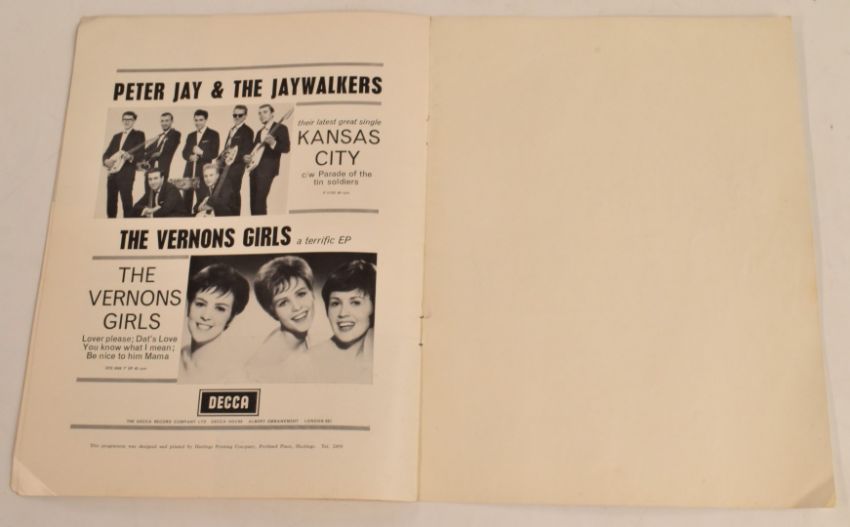 PETER JAY & THE JAYWALKERS
their latest great single
KANSAS
CITY
c/w Parade of the
tin soldiers
THE VERNONS GIRLS a terrific EP
THE
VERNONS
GIRLS
Lover please; Dat's Love
You know what I mean;
Be nice to him Mama
DECCA
THE DECCA RECORD COMPANY LTD DECCA HOUSE ALBERT EMBANKMENT LONDON SE1
This programme was designed and printed by Hastings Printing Company, Portland Place, Hastings. Tel. 2450